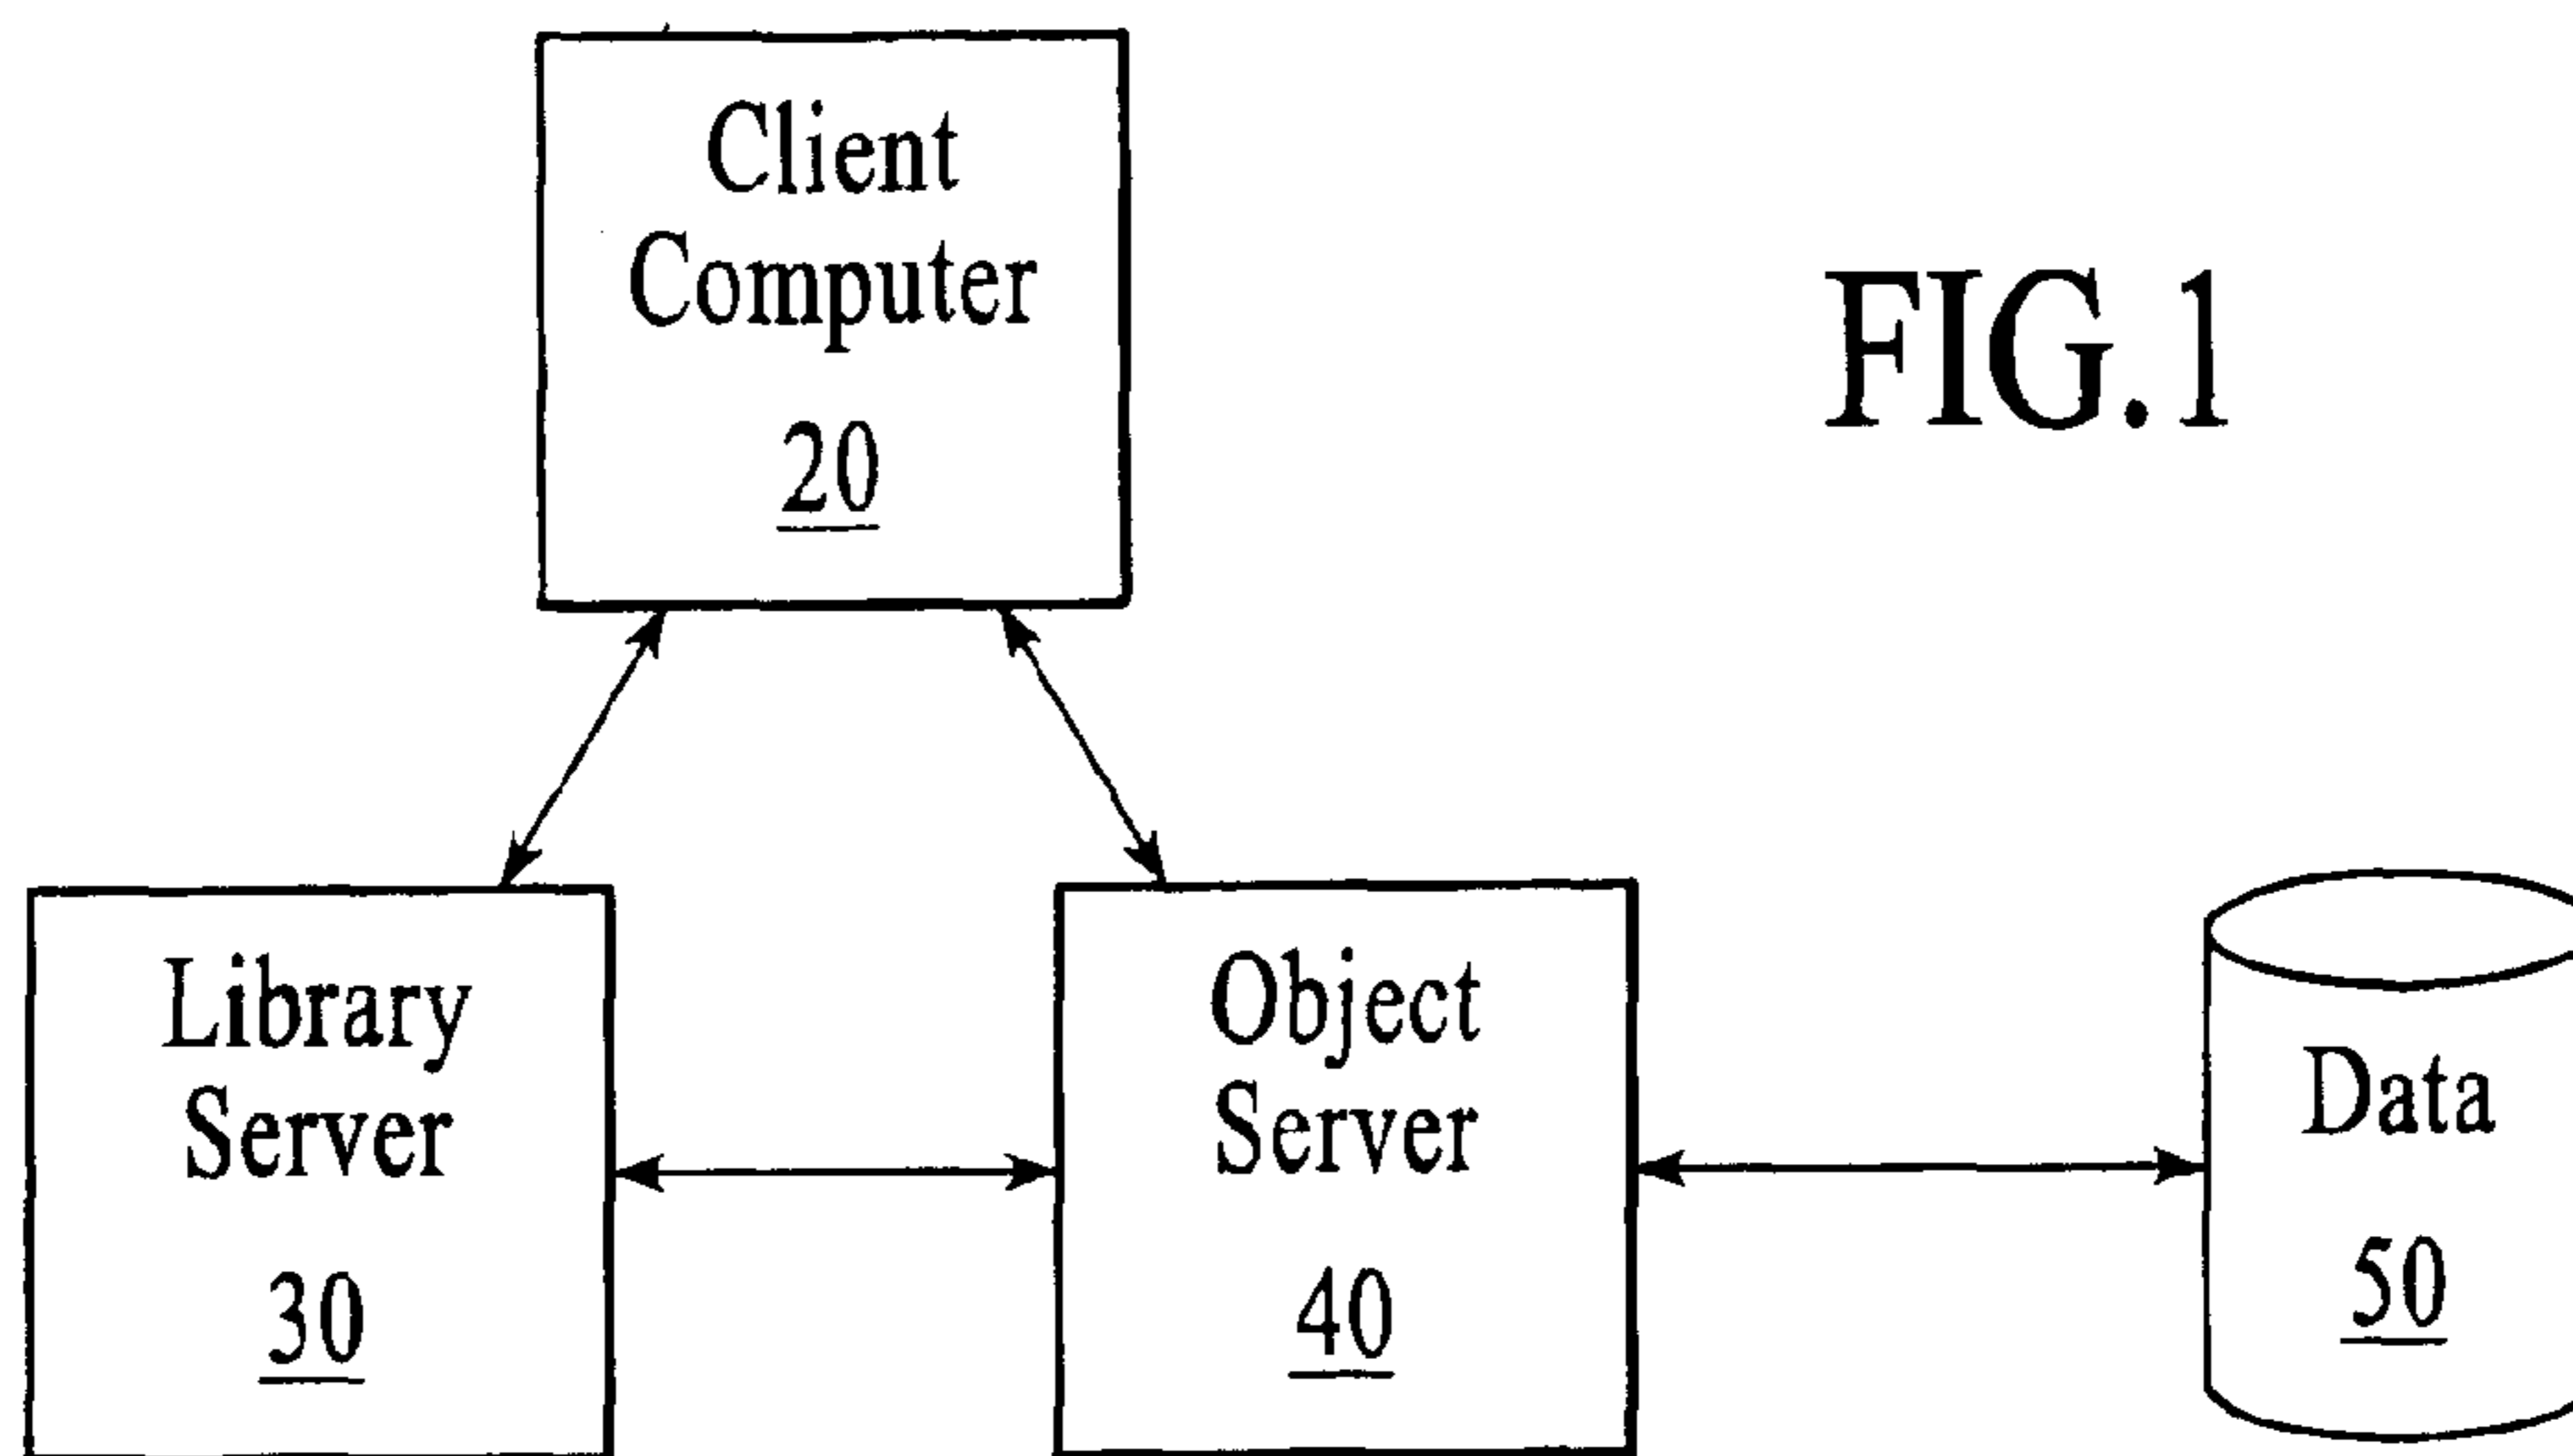 Client
Computer
20
FIG.1
Library
Server
30
Object
Server
40
Data
50